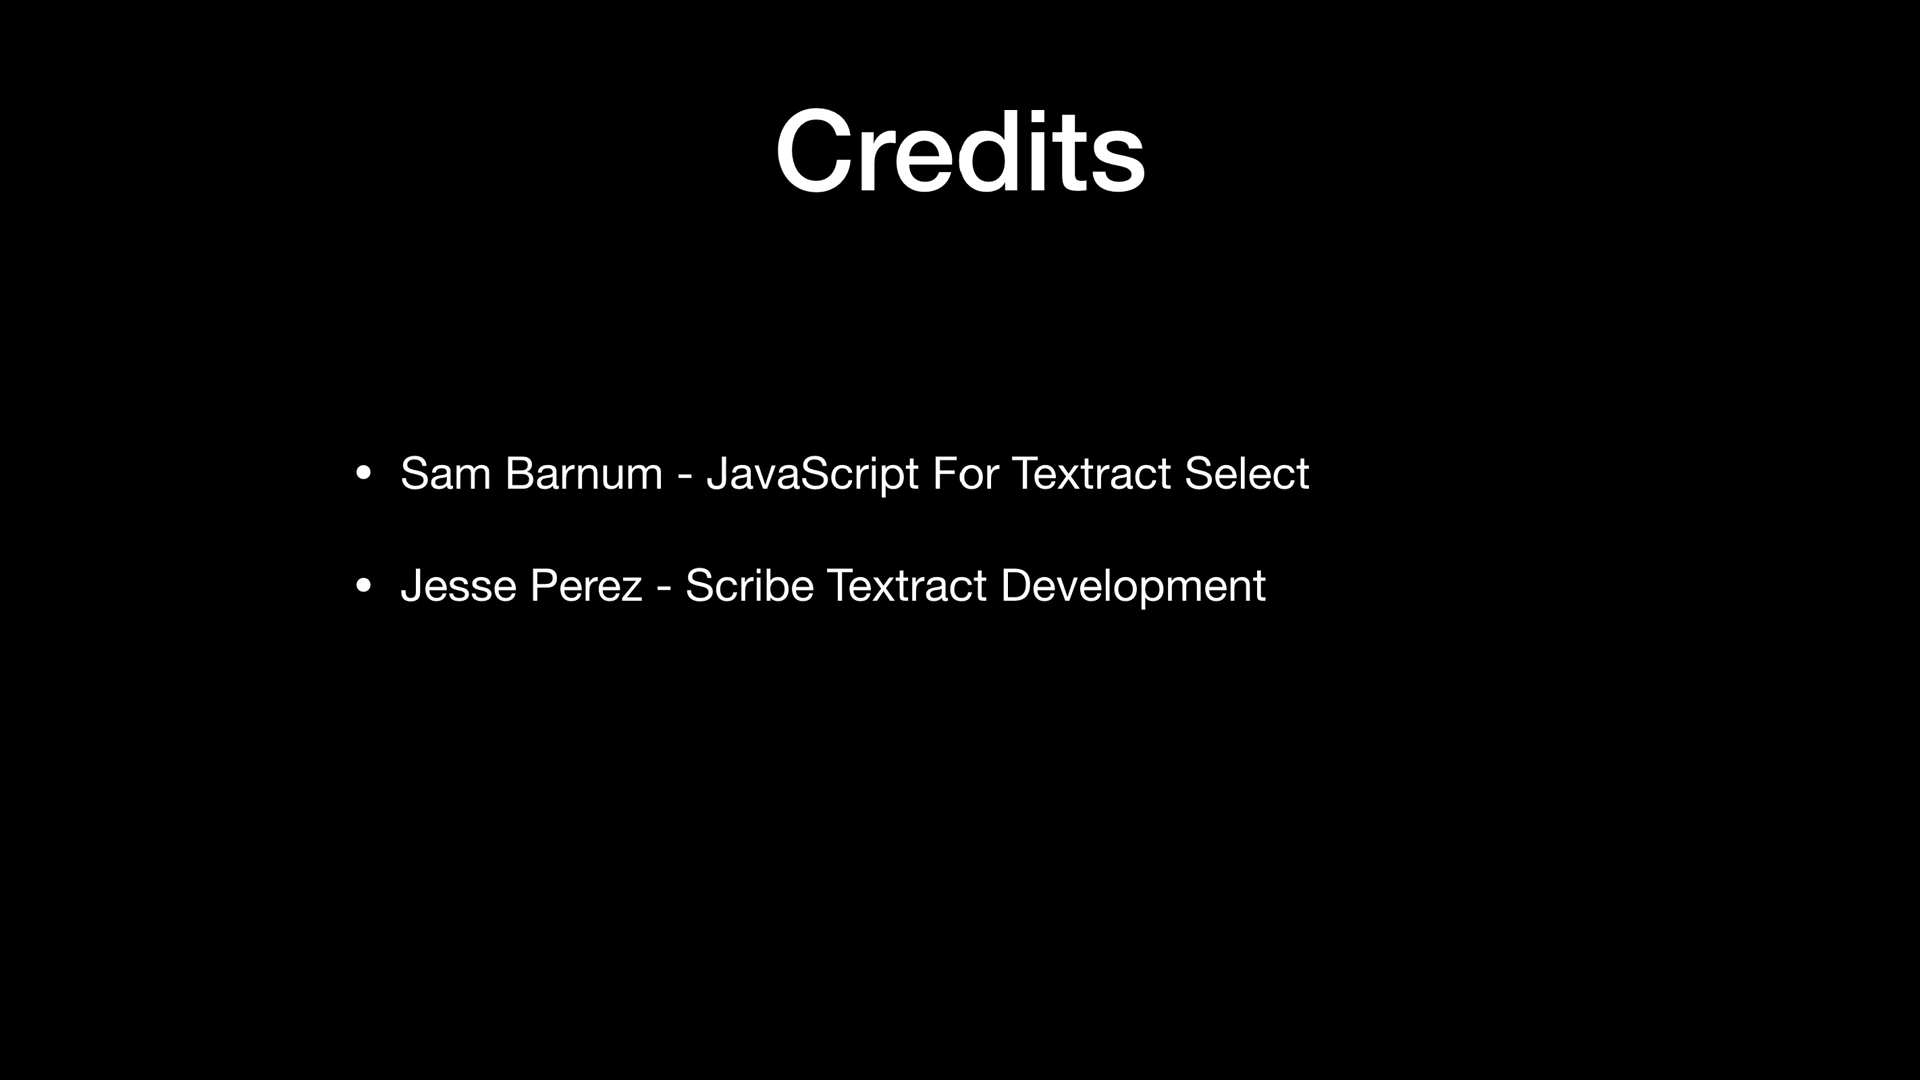 Credits
• Sam Barnum - JavaScript For Textract Select
• Jesse Perez - Scribe Textract Development